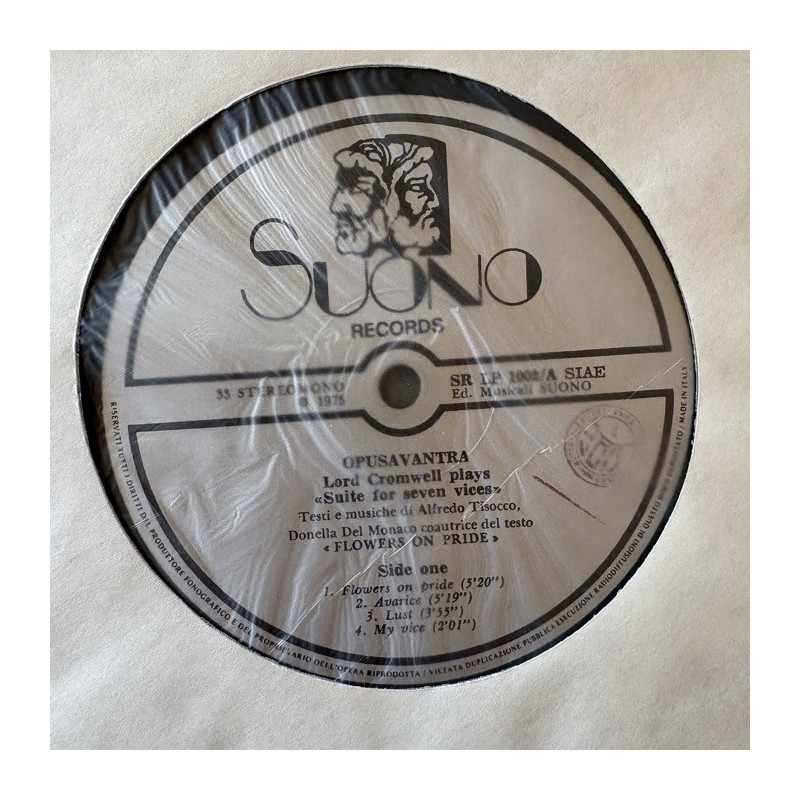 SUONO
RECORDS
33 STEREOMONO
SR LP 1002/A SIAE
℗ 1975
Ed. Musicali SUONO
OPUSAVANTRA
Lord Cromwell plays
«Suite for seven vices»
Testi e musiche di Alfredo Tisocco,
Donella Del Monaco coautrice del testo
« FLOWERS ON PRIDE »
Side one
1. Flowers on pride (5'20")
2. Avarice (5'19")
3. Lust (3'55")
4. My vice (2'01")
RISERVATI TUTTI I DIRITTI DEL PRODUTTORE FONOGRAFICO E DEL PROPRIETARIO DELL'OPERA RIPRODOTTA / VIETATA DUPLICAZIONE PUBBLICA ESECUZIONE RADIODIFFUSIONI DI QUESTO DISCO / MADE IN ITALY